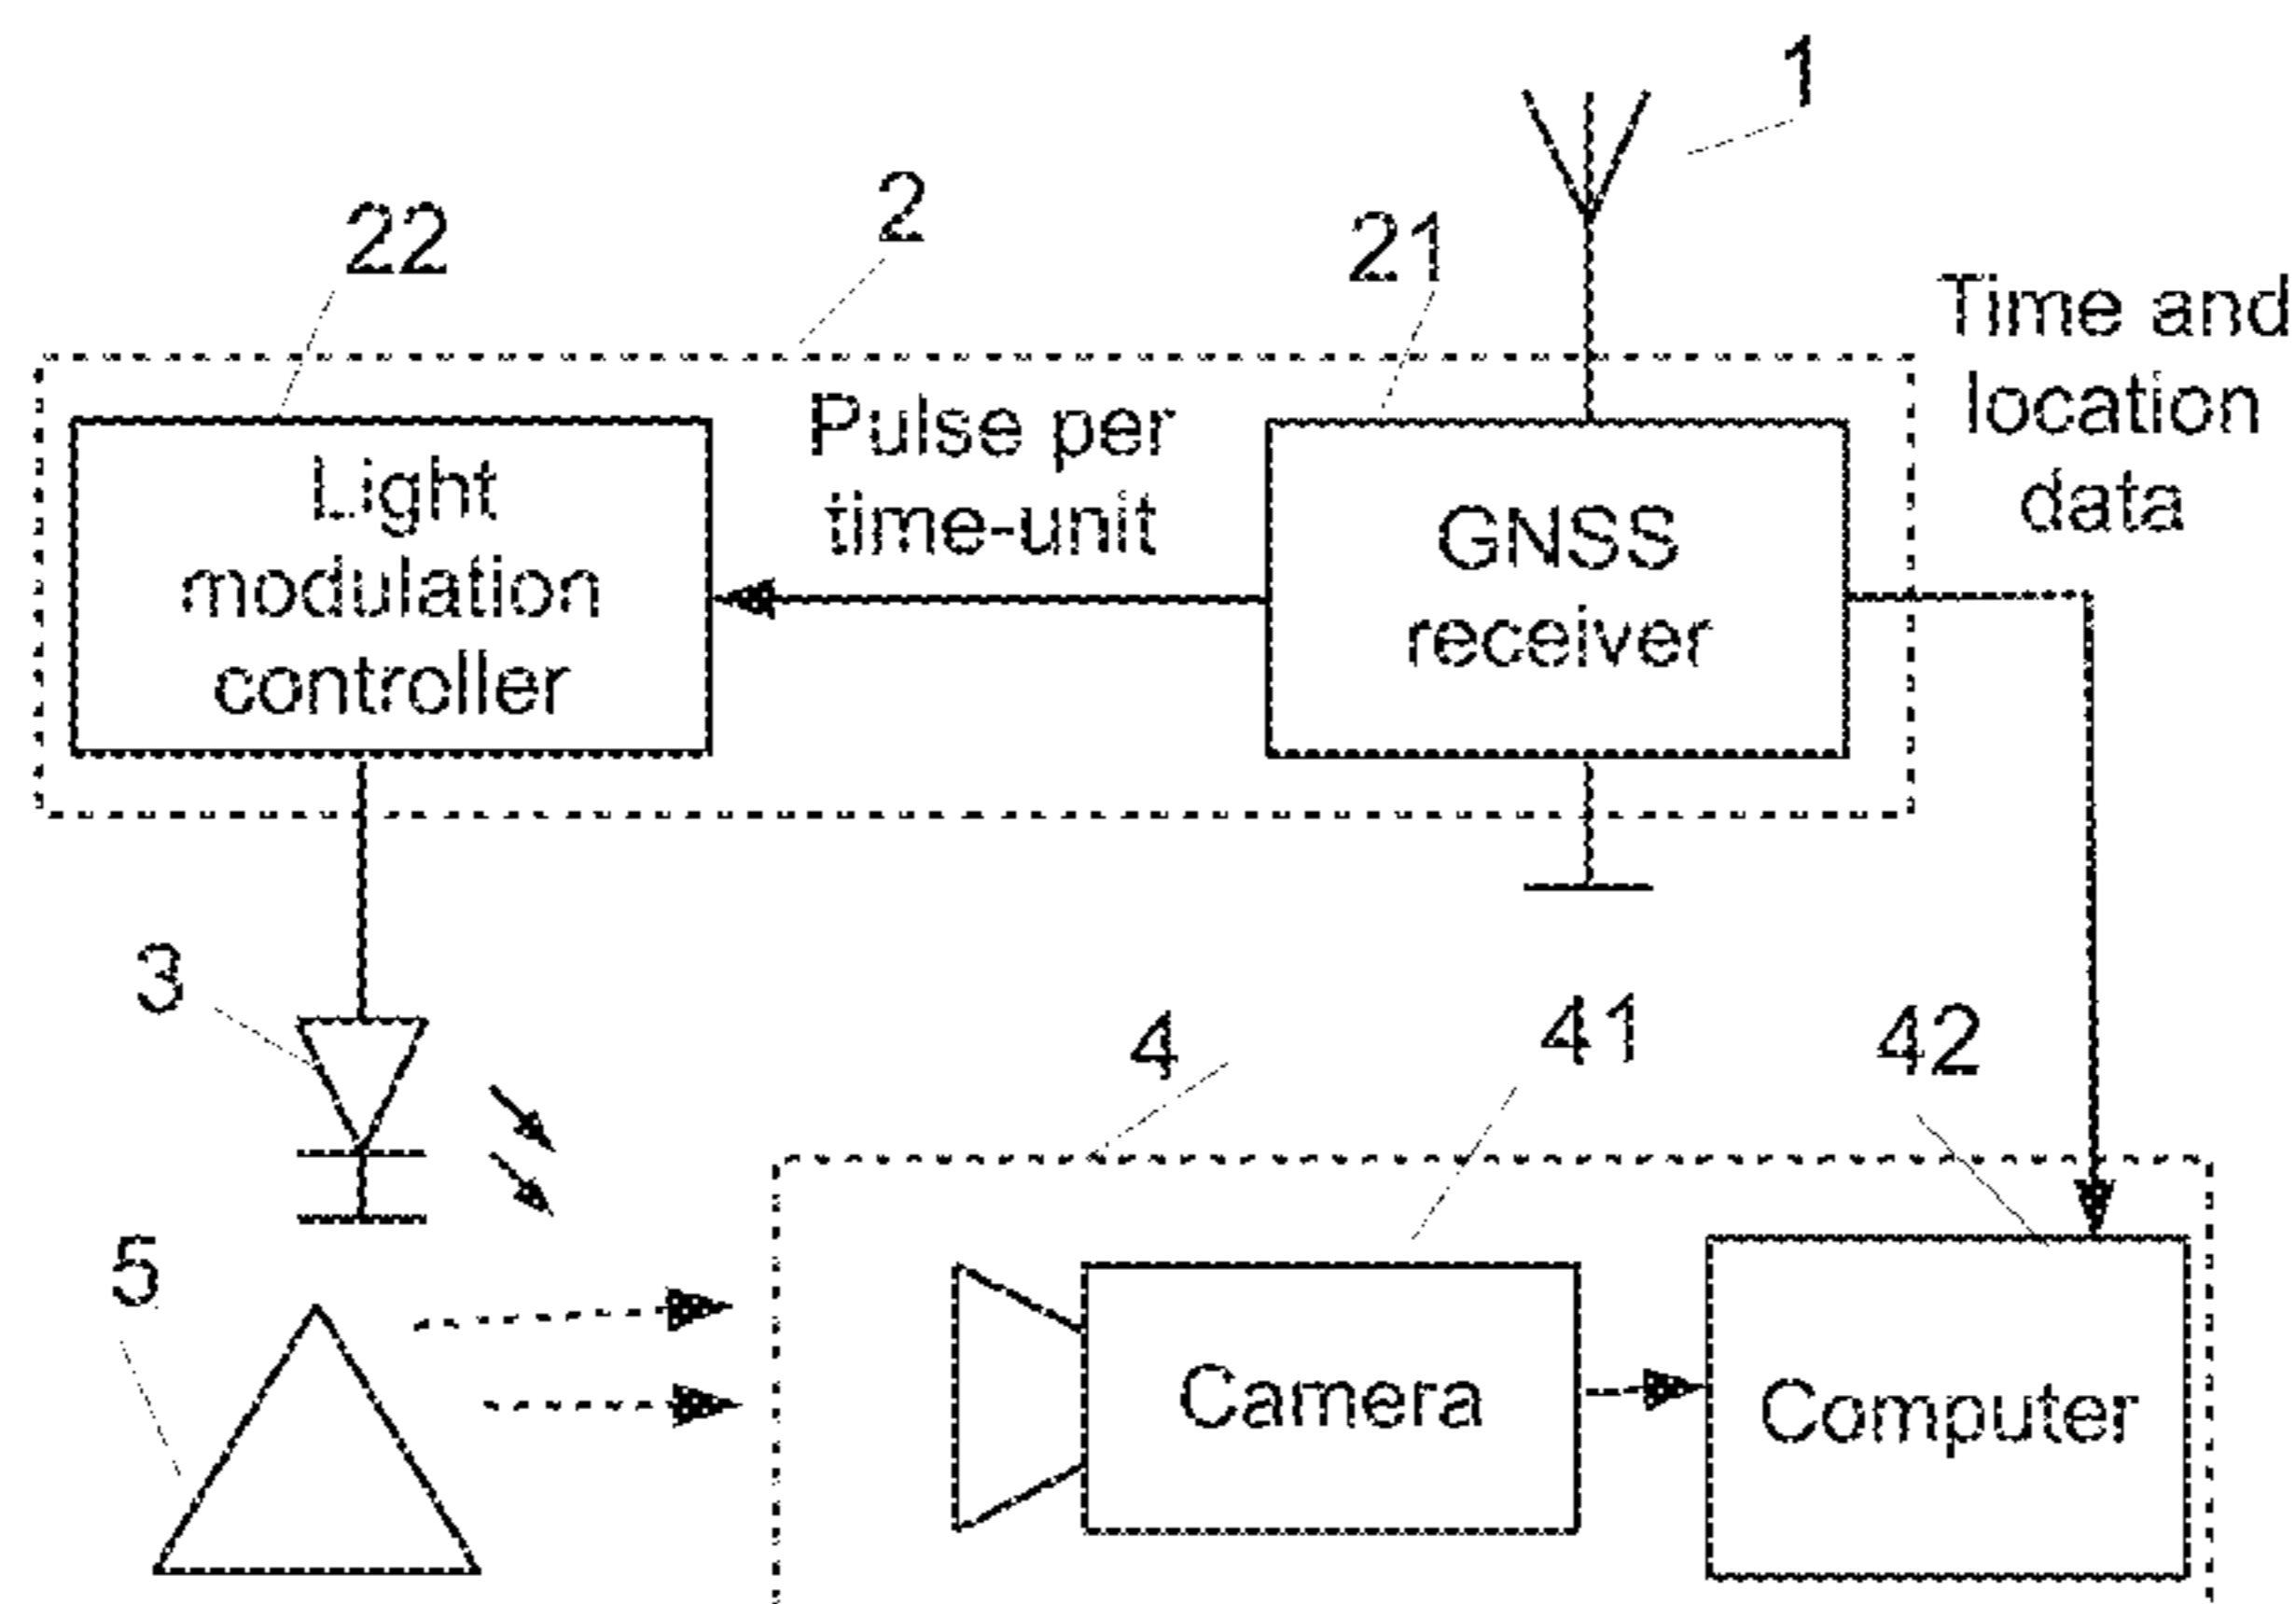 1
2
22
21
Time and
location
data
Pulse per
time-unit
Light
modulation
controller
GNSS
receiver
3
4
41
42
5
Camera
Computer